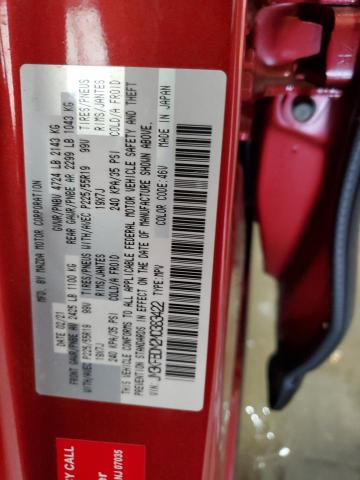 MFD. BY MAZDA MOTOR CORPORATION
GVWR/PNBV 4724 LB 2143 KG
DATE: 02/21
FRONT GAWR/PNBE AV 2425 LB 1100 KG
REAR GAWR/PNBE AR 2299 LB 1043 KG
WITH/AVEC P225/55R19 99V TIRES/PNEUS
19X7J RIMS/JANTES
240 KPA/35 PSI COLD/A FROID
WITH/AVEC P225/55R19 99V TIRES/PNEUS
19X7J RIMS/JANTES
240 KPA/35 PSI COLD/A FROID
THIS VEHICLE CONFORMS TO ALL APPLICABLE FEDERAL MOTOR VEHICLE SAFETY AND THEFT
PREVENTION STANDARDS IN EFFECT ON THE DATE OF MANUFACTURE SHOWN ABOVE.
TYPE:MPV
COLOR CODE:46V
MADE IN JAPAN
CALL
NJ 07035